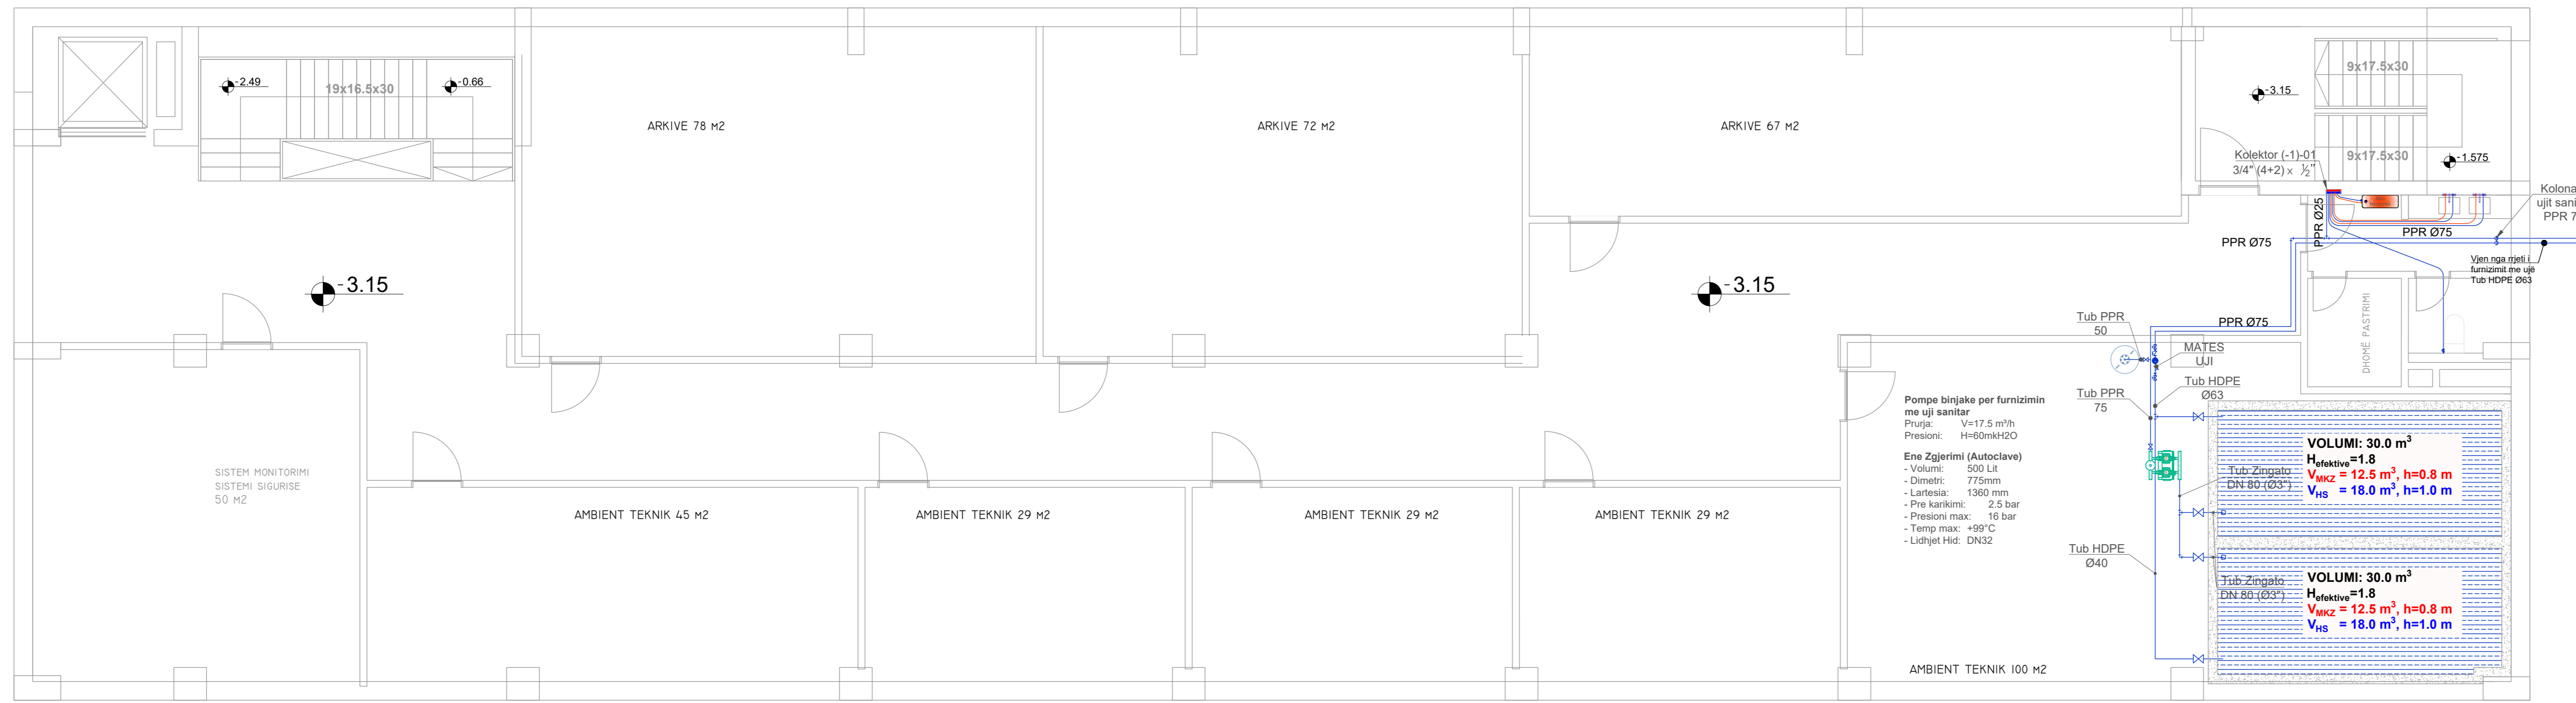 -2.49
19x16.5x30
-0.66
ARKIVE 78 M2
ARKIVE 72 M2
ARKIVE 67 M2
-3.15
9x17.5x30
9x17.5x30
-1.575
Kolektor (-1)-01
3/4" (4+2) x ½"
PPR Ø25
PPR Ø75
PPR Ø75
Kolona
ujit sani
PPR 7
Vjen nga rrjeti i
furnizimit me ujë
Tub HDPE Ø63
-3.15
-3.15
DHOMË PASTRIMI
Tub PPR
50
PPR Ø75
MATES
UJI
Tub HDPE
Ø63
Tub PPR
75
Pompe binjake per furnizimin
me uji sanitar
Prurja: V=17.5 m³/h
Presioni: H=60mkH2O
Ene Zgjerimi (Autoclave)
- Volumi: 500 Lit
- Dimetri: 775mm
- Lartesia: 1360 mm
- Pre karikimi: 2.5 bar
- Presioni max: 16 bar
- Temp max: +99°C
- Lidhjet Hid: DN32
VOLUMI: 30.0 m³
Hefektive=1.8
VMKZ = 12.5 m³, h=0.8 m
VHS = 18.0 m³, h=1.0 m
Tub Zingato
DN 80 (Ø3")
SISTEM MONITORIMI
SISTEMI SIGURISE
50 M2
AMBIENT TEKNIK 45 M2
AMBIENT TEKNIK 29 M2
AMBIENT TEKNIK 29 M2
AMBIENT TEKNIK 29 M2
Tub HDPE
Ø40
Tub Zingato
DN 80 (Ø3")
VOLUMI: 30.0 m³
Hefektive=1.8
VMKZ = 12.5 m³, h=0.8 m
VHS = 18.0 m³, h=1.0 m
AMBIENT TEKNIK 100 M2